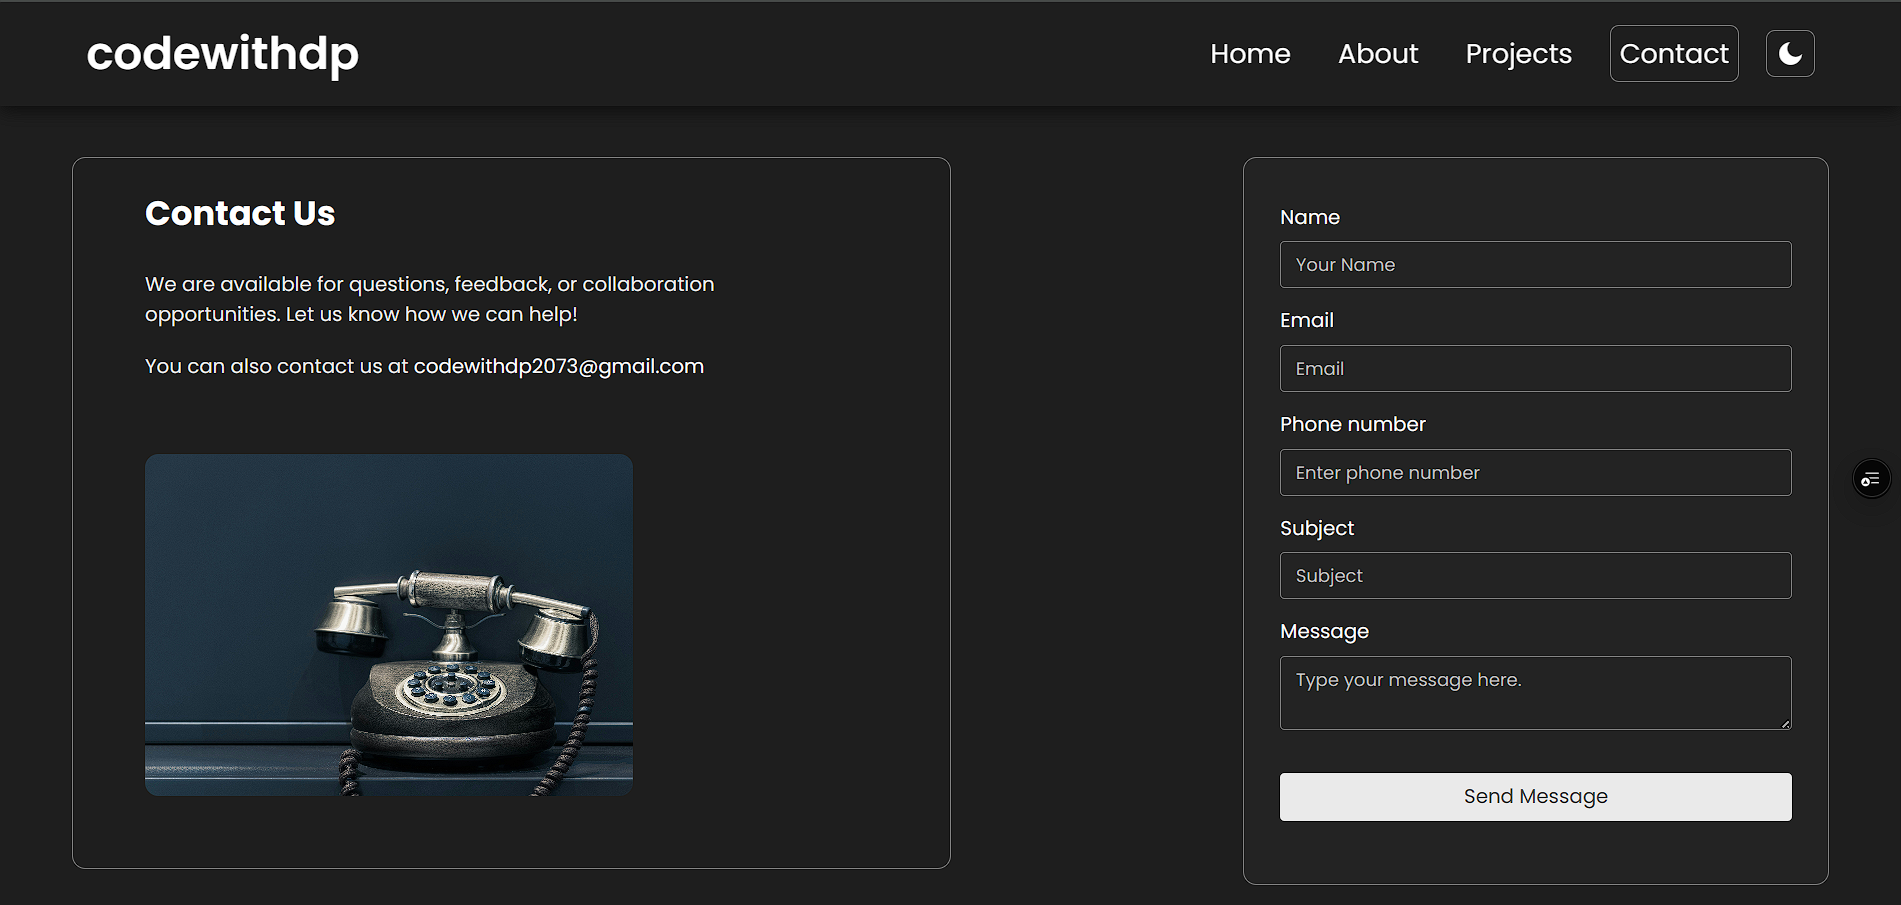 codewithdp
Home About Projects Contact
Contact Us
We are available for questions, feedback, or collaboration
opportunities. Let us know how we can help!
You can also contact us at codewithdp2073@gmail.com
Name
Your Name
Email
Email
Phone number
Enter phone number
Subject
Subject
Message
Type your message here.
Send Message